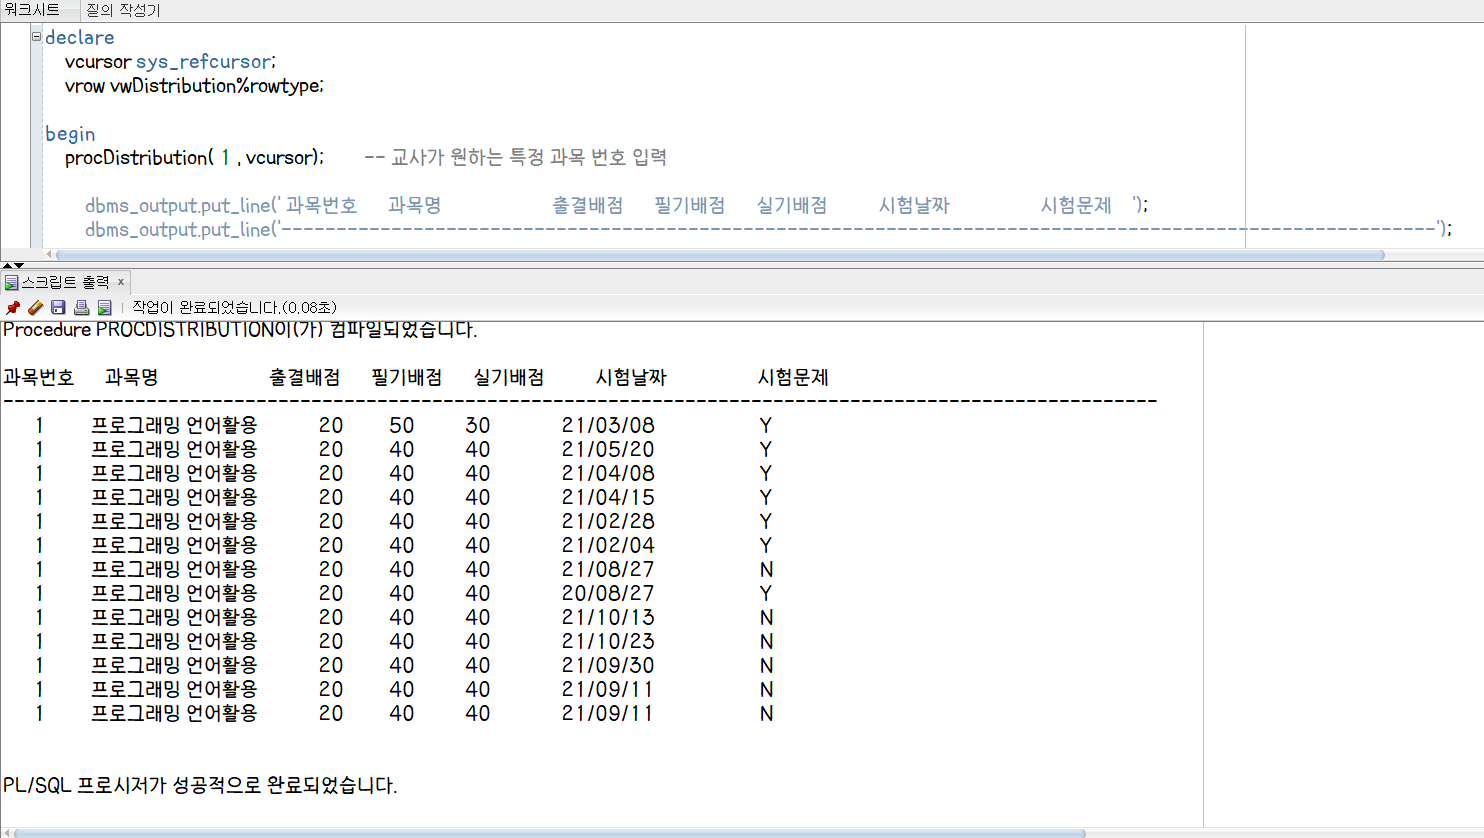 워크시트 질의 작성기
declare
vcursor sys_refcursor;
vrow vwDistribution%rowtype;
begin
procDistribution( 1 , vcursor); -- 교사가 원하는 특정 과목 번호 입력
dbms_output.put_line(' 과목번호 과목명 출결배점 필기배점 실기배점 시험날짜 시험문제 ');
dbms_output.put_line('---------------------------------------------------------------------------------------------------------');
스크립트 출력 x
작업이 완료되었습니다.(0.08초)
Procedure PROCDISTRIBUTION이(가) 컴파일되었습니다.
과목번호 과목명 출결배점 필기배점 실기배점 시험날짜 시험문제
---------------------------------------------------------------------------------------------------------
1 프로그래밍 언어활용 20 50 30 21/03/08 Y
1 프로그래밍 언어활용 20 40 40 21/05/20 Y
1 프로그래밍 언어활용 20 40 40 21/04/08 Y
1 프로그래밍 언어활용 20 40 40 21/04/15 Y
1 프로그래밍 언어활용 20 40 40 21/02/28 Y
1 프로그래밍 언어활용 20 40 40 21/02/04 Y
1 프로그래밍 언어활용 20 40 40 21/08/27 N
1 프로그래밍 언어활용 20 40 40 20/08/27 Y
1 프로그래밍 언어활용 20 40 40 21/10/13 N
1 프로그래밍 언어활용 20 40 40 21/10/23 N
1 프로그래밍 언어활용 20 40 40 21/09/30 N
1 프로그래밍 언어활용 20 40 40 21/09/11 N
1 프로그래밍 언어활용 20 40 40 21/09/11 N
PL/SQL 프로시저가 성공적으로 완료되었습니다.